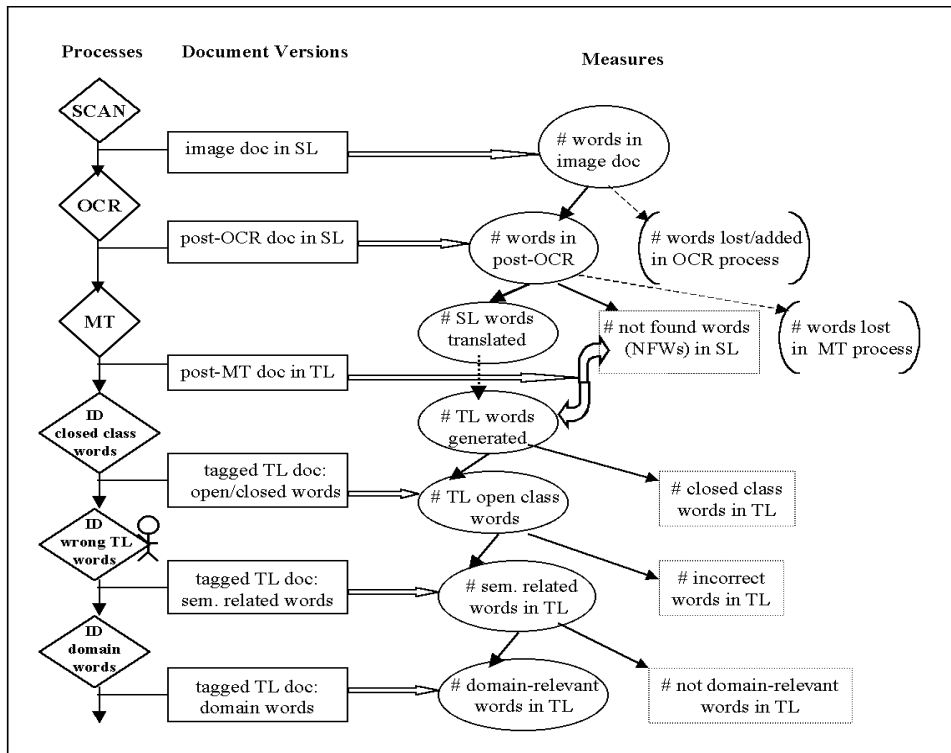 Processes
Document Versions
Measures
SCAN
image doc in SL
# words in
image doc
OCR
post-OCR doc in SL
# words in
post-OCR
# words lost/added
in OCR process
MT
# SL words
translated
# not found words
(NFWs) in SL
# words lost
in MT process
post-MT doc in TL
ID
closed class
words
# TL words
generated
tagged TL doc:
open/closed words
# TL open class
words
# closed class
words in TL
ID
wrong TL
words
tagged TL doc:
sem. related words
# sem. related
words in TL
# incorrect
words in TL
ID
domain
words
tagged TL doc:
domain words
# domain-relevant
words in TL
# not domain-relevant
words in TL